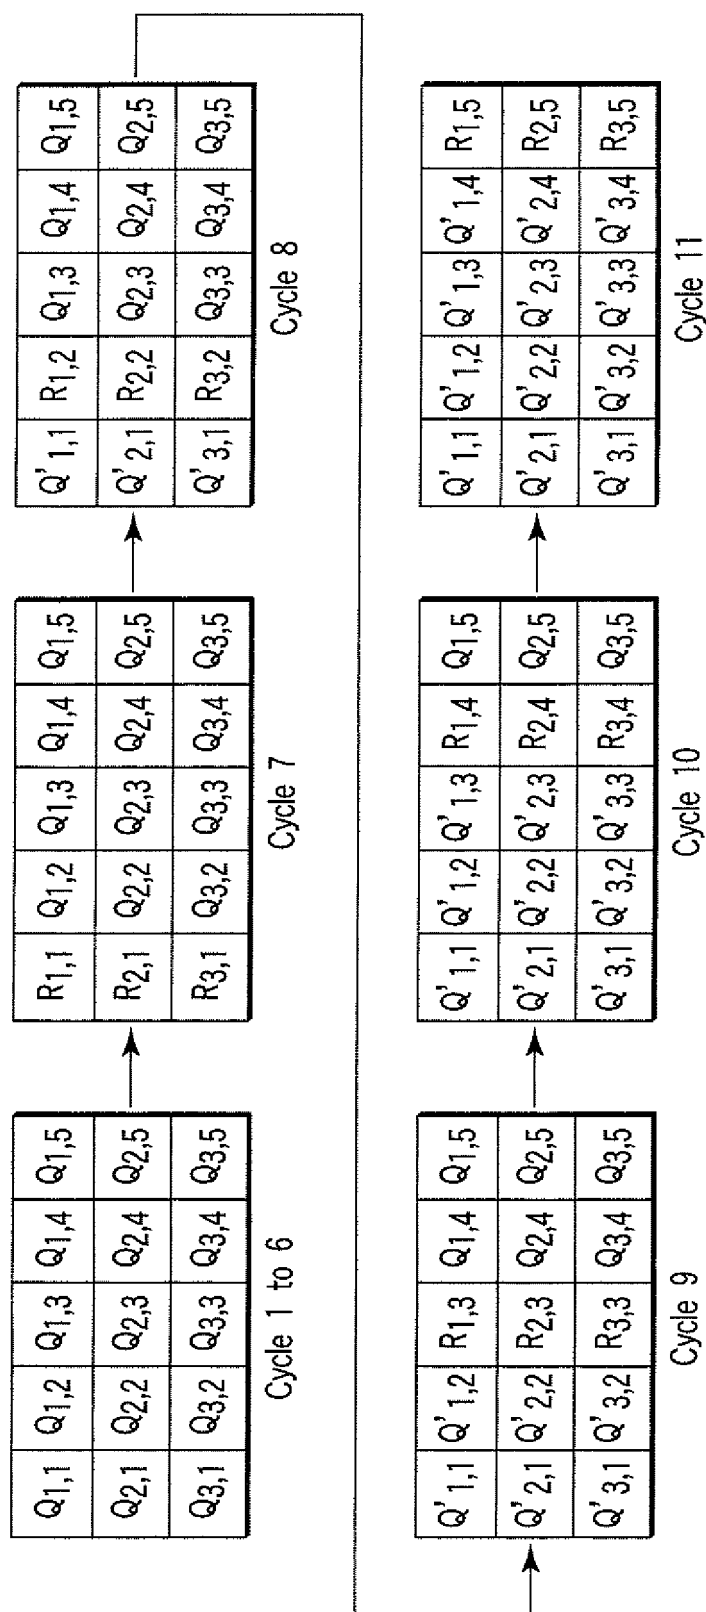 Q1,1 Q1,2 Q1,3 Q1,4 Q1,5
Q2,1 Q2,2 Q2,3 Q2,4 Q2,5
Q3,1 Q3,2 Q3,3 Q3,4 Q3,5
Cycle 1 to 6
R1,1 Q1,2 Q1,3 Q1,4 Q1,5
R2,1 Q2,2 Q2,3 Q2,4 Q2,5
R3,1 Q3,2 Q3,3 Q3,4 Q3,5
Cycle 7
Q'1,1 R1,2 Q1,3 Q1,4 Q1,5
Q'2,1 R2,2 Q2,3 Q2,4 Q2,5
Q'3,1 R3,2 Q3,3 Q3,4 Q3,5
Cycle 8
Q'1,1 Q'1,2 R1,3 Q1,4 Q1,5
Q'2,1 Q'2,2 R2,3 Q2,4 Q2,5
Q'3,1 Q'3,2 R3,3 Q3,4 Q3,5
Cycle 9
Q'1,1 Q'1,2 Q'1,3 R1,4 Q1,5
Q'2,1 Q'2,2 Q'2,3 R2,4 Q2,5
Q'3,1 Q'3,2 Q'3,3 R3,4 Q3,5
Cycle 10
Q'1,1 Q'1,2 Q'1,3 Q'1,4 R1,5
Q'2,1 Q'2,2 Q'2,3 Q'2,4 R2,5
Q'3,1 Q'3,2 Q'3,3 Q'3,4 R3,5
Cycle 11